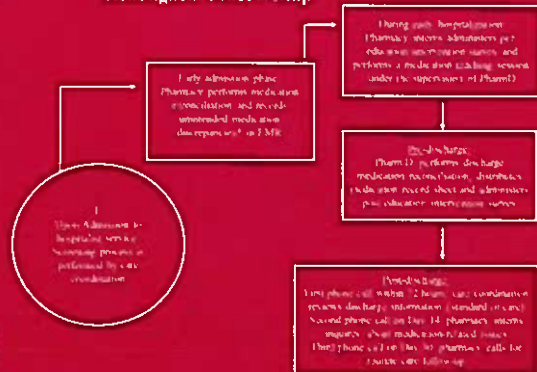 Early admission phase
Pharmacy performs medication
reconciliation and records
unintended medication
discrepancies* in EMR
During early hospitalization
Pharmacy interns administers pre
education intervention survey and
performs a medication teaching session
under the supervision of PharmD
Pre-discharge
Pharm D. performs discharge
medication reconciliation, distributes
medication record sheet and administers
post education intervention survey
Upon Admission to
hospitalist service
Screening process is
performed by care
coordination
Post-discharge
First phone call within 72 hours, care coordination
reviews discharge information (standard of care)
Second phone call on Day 14, pharmacy interns
inquires about medication-related issues
Third phone call on Day 30, pharmacy calls for
routine care follow-up